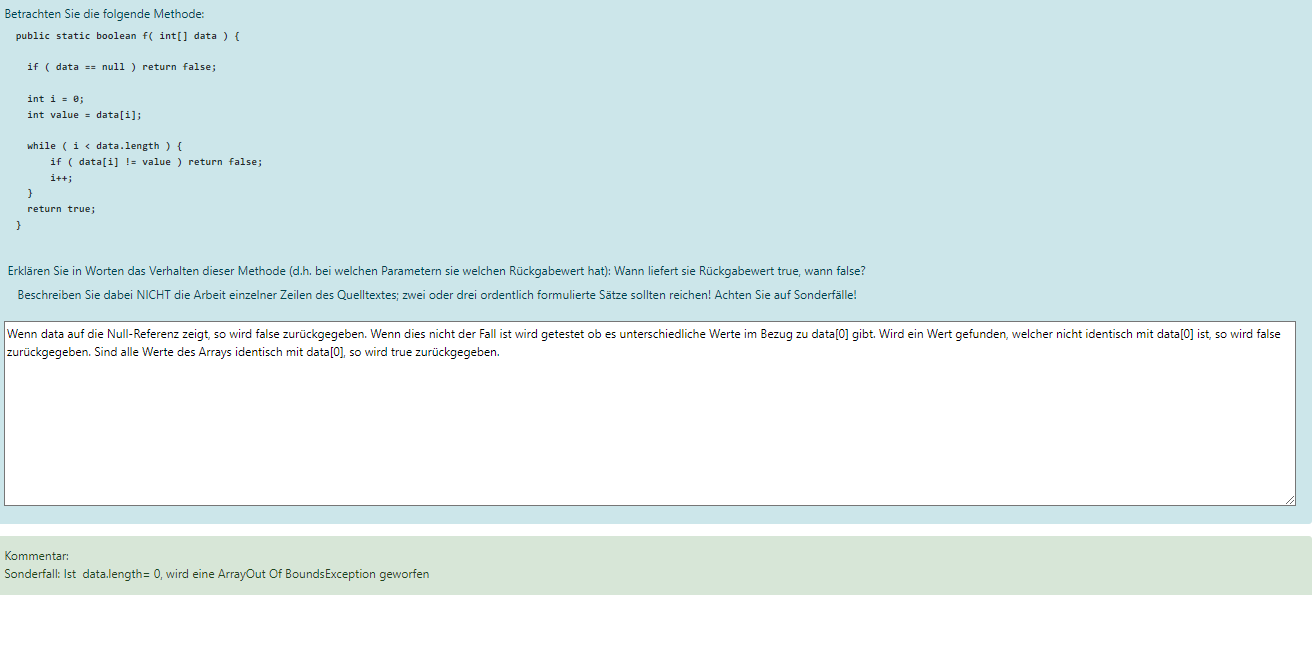 Betrachten Sie die folgende Methode:
public static boolean f( int[] data ) {
if ( data == null ) return false;
int i = 0;
int value = data[i];
while ( i < data.length ) {
if ( data[i] != value ) return false;
i++;
}
return true;
}
Erklären Sie in Worten das Verhalten dieser Methode (d.h. bei welchen Parametern sie welchen Rückgabewert hat): Wann liefert sie Rückgabewert true, wann false?
Beschreiben Sie dabei NICHT die Arbeit einzelner Zeilen des Quelltextes; zwei oder drei ordentlich formulierte Sätze sollten reichen! Achten Sie auf Sonderfälle!
Wenn data auf die Null-Referenz zeigt, so wird false zurückgegeben. Wenn dies nicht der Fall ist wird getestet ob es unterschiedliche Werte im Bezug zu data[0] gibt. Wird ein Wert gefunden, welcher nicht identisch mit data[0] ist, so wird false
zurückgegeben. Sind alle Werte des Arrays identisch mit data[0], so wird true zurückgegeben.
Kommentar:
Sonderfall: Ist  data.length= 0, wird eine ArrayOut Of BoundsException geworfen